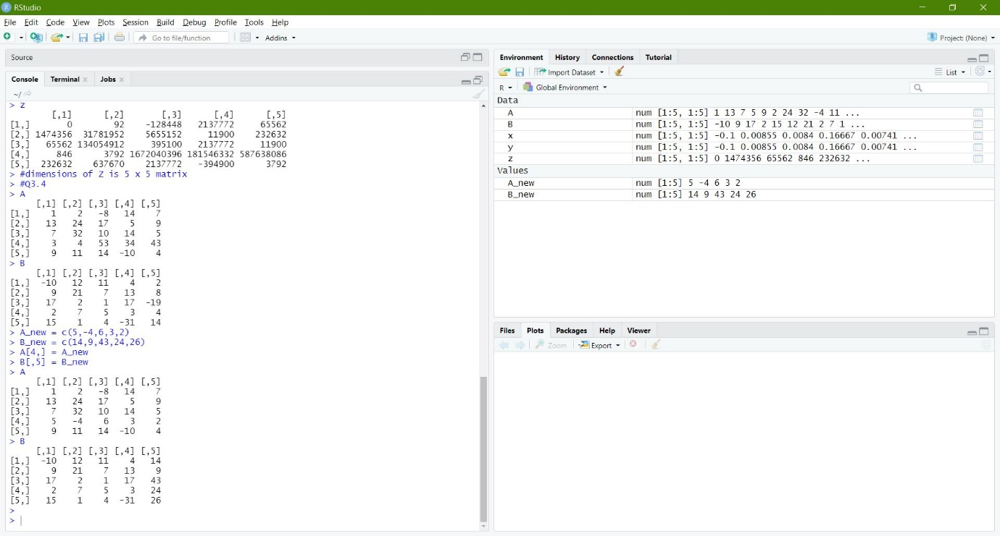 RStudio
File Edit Code View Plots Session Build Debug Profile Tools Help
Go to file/function Addins Project: (None)
Source
Console Terminal Jobs
~/
> z
[,1] [,2] [,3] [,4] [,5]
[1,] 0 92 -128448 2137772 65562
[2,] 1474356 31781952 5655152 11900 232632
[3,] 65562 134054912 395100 2137772 11900
[4,] 846 3792 1672040396 181546332 587638086
[5,] 232632 637670 2137772 -394900 3792
> #dimensions of Z is 5 x 5 matrix
> #Q3.4
> A
[,1] [,2] [,3] [,4] [,5]
[1,] 1 2 -8 14 7
[2,] 13 24 17 5 9
[3,] 7 32 10 14 5
[4,] 3 4 53 34 43
[5,] 9 11 14 -10 4
> B
[,1] [,2] [,3] [,4] [,5]
[1,] -10 12 11 4 2
[2,] 9 21 7 13 8
[3,] 17 2 1 17 -19
[4,] 2 7 5 3 4
[5,] 15 1 4 -31 14
> A_new = c(5,-4,6,3,2)
> B_new = c(14,9,43,24,26)
> A[4,] = A_new
> B[,5] = B_new
> A
[,1] [,2] [,3] [,4] [,5]
[1,] 1 2 -8 14 7
[2,] 13 24 17 5 9
[3,] 7 32 10 14 5
[4,] 5 -4 6 3 2
[5,] 9 11 14 -10 4
> B
[,1] [,2] [,3] [,4] [,5]
[1,] -10 12 11 4 14
[2,] 9 21 7 13 9
[3,] 17 2 1 17 43
[4,] 2 7 5 3 24
[5,] 15 1 4 -31 26
>
>
Environment History Connections Tutorial
Import Dataset List
R Global Environment
Data
A num [1:5, 1:5] 1 13 7 5 9 2 24 32 -4 11 ...
B num [1:5, 1:5] -10 9 17 2 15 12 21 2 7 1 ...
x num [1:5, 1:5] -0.1 0.00855 0.0084 0.16667 0.00741 ...
y num [1:5, 1:5] -0.1 0.00855 0.0084 0.16667 0.00741 ...
z num [1:5, 1:5] 0 1474356 65562 846 232632 ...
Values
A_new num [1:5] 5 -4 6 3 2
B_new num [1:5] 14 9 43 24 26
Files Plots Packages Help Viewer
Zoom Export